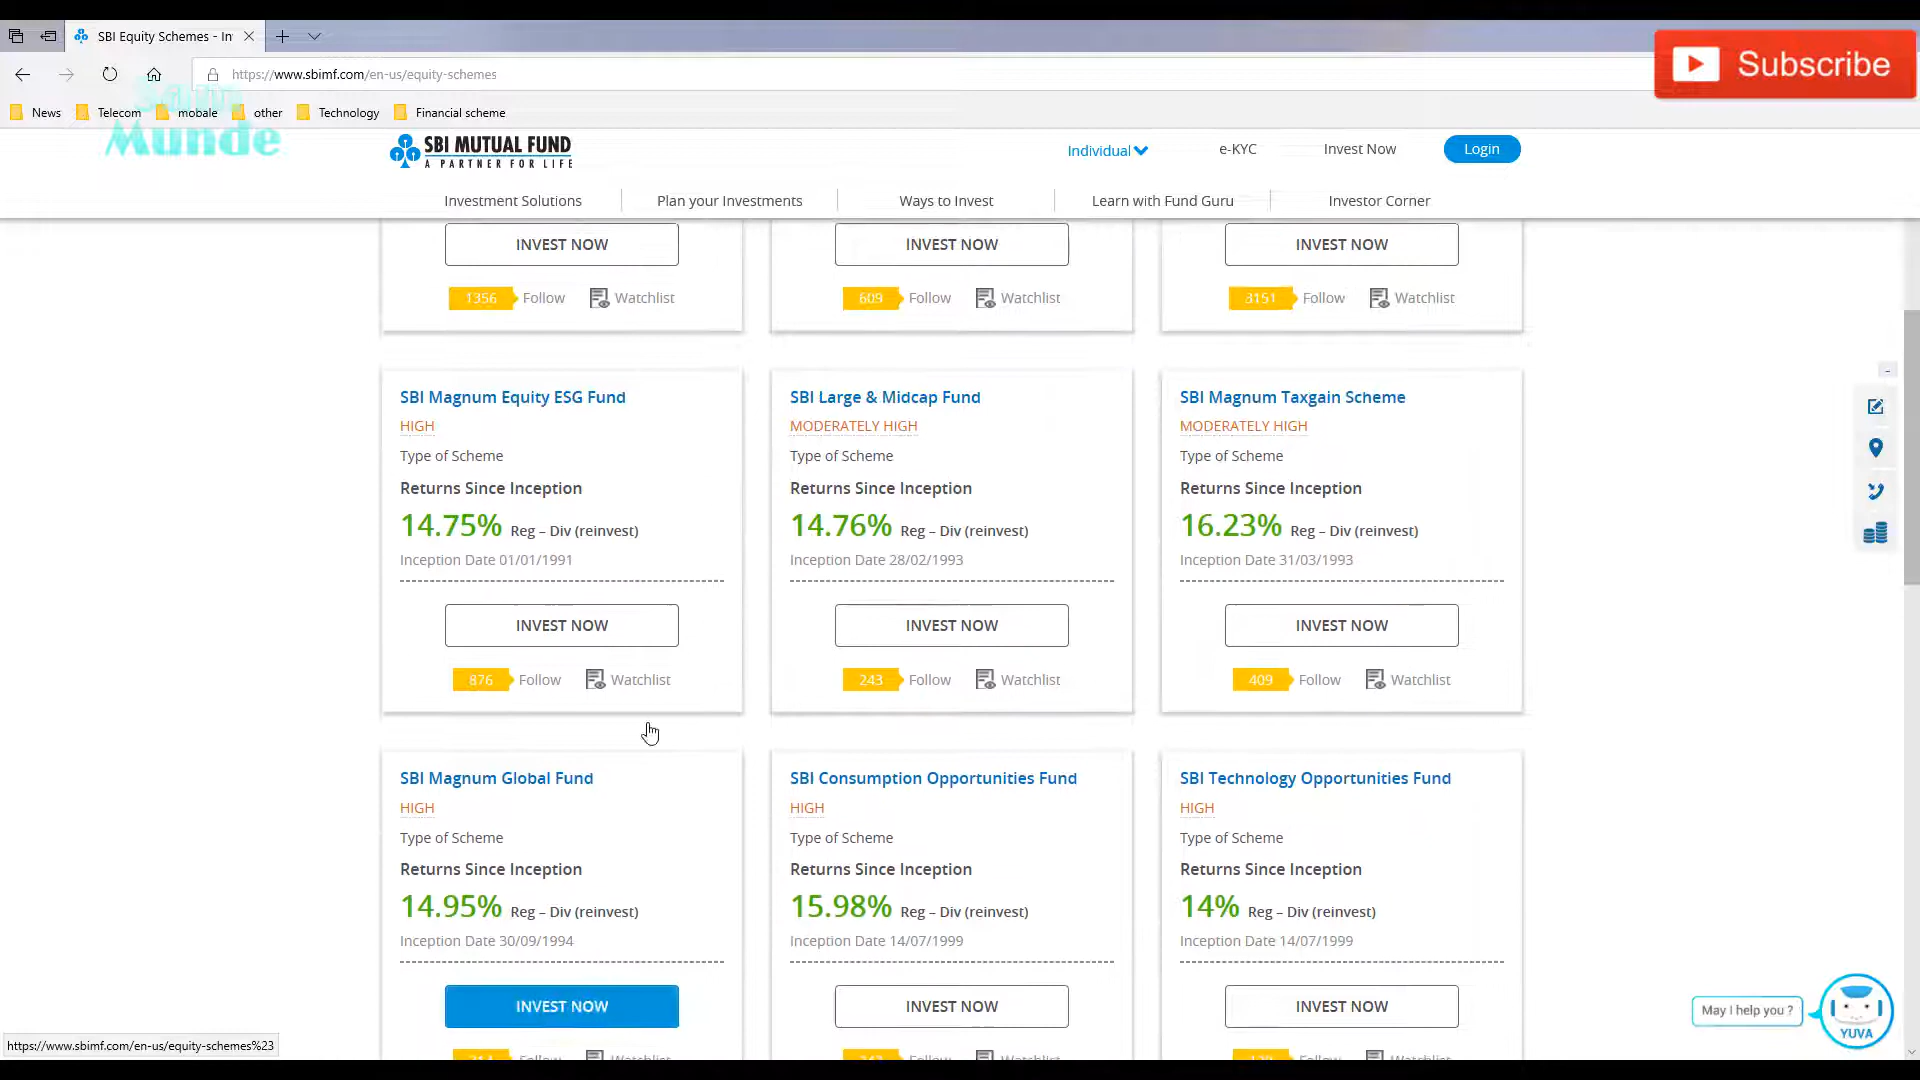 SBI Equity Schemes - In
https://www.sbimf.com/en-us/equity-schemes
Subscribe
News Telecom mobale other Technology Financial scheme
Munde
SBI MUTUAL FUND
A PARTNER FOR LIFE
Individual e-KYC Invest Now Login
Investment Solutions Plan your Investments Ways to Invest Learn with Fund Guru Investor Corner
INVEST NOW INVEST NOW INVEST NOW
1356 Follow Watchlist 609 Follow Watchlist 3151 Follow Watchlist
SBI Magnum Equity ESG Fund SBI Large & Midcap Fund SBI Magnum Taxgain Scheme
HIGH MODERATELY HIGH MODERATELY HIGH
Type of Scheme Type of Scheme Type of Scheme
Returns Since Inception Returns Since Inception Returns Since Inception
14.75% Reg – Div (reinvest) 14.76% Reg – Div (reinvest) 16.23% Reg – Div (reinvest)
Inception Date 01/01/1991 Inception Date 28/02/1993 Inception Date 31/03/1993
INVEST NOW INVEST NOW INVEST NOW
876 Follow Watchlist 243 Follow Watchlist 409 Follow Watchlist
SBI Magnum Global Fund SBI Consumption Opportunities Fund SBI Technology Opportunities Fund
HIGH HIGH HIGH
Type of Scheme Type of Scheme Type of Scheme
Returns Since Inception Returns Since Inception Returns Since Inception
14.95% Reg – Div (reinvest) 15.98% Reg – Div (reinvest) 14% Reg – Div (reinvest)
Inception Date 30/09/1994 Inception Date 14/07/1999 Inception Date 14/07/1999
INVEST NOW INVEST NOW INVEST NOW
May I help you ?
YUVA
https://www.sbimf.com/en-us/equity-schemes%23